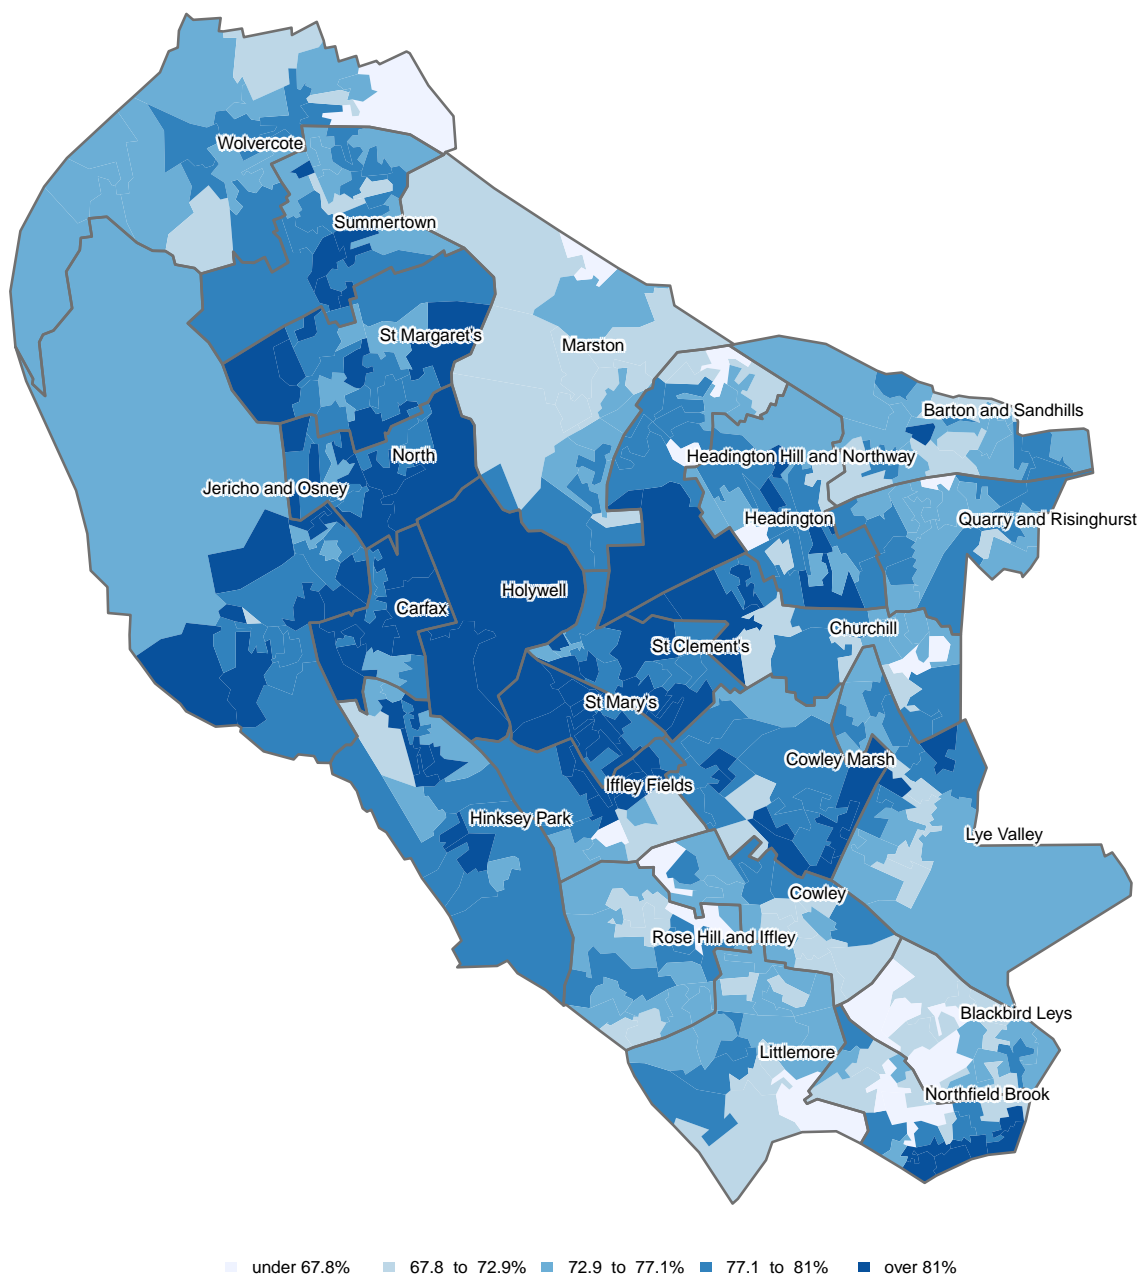 Wolvercote
Summertown
St Margaret's
Marston
Barton and Sandhills
North
Headington Hill and Northway
Jericho and Osney
Headington
Quarry and Risinghurst
Holywell
Carfax
Churchill
St Clement's
St Mary's
Cowley Marsh
Iffley Fields
Hinksey Park
Lye Valley
Cowley
Rose Hill and Iffley
Blackbird Leys
Littlemore
Northfield Brook
under 67.8% 67.8 to 72.9% 72.9 to 77.1% 77.1 to 81% over 81%